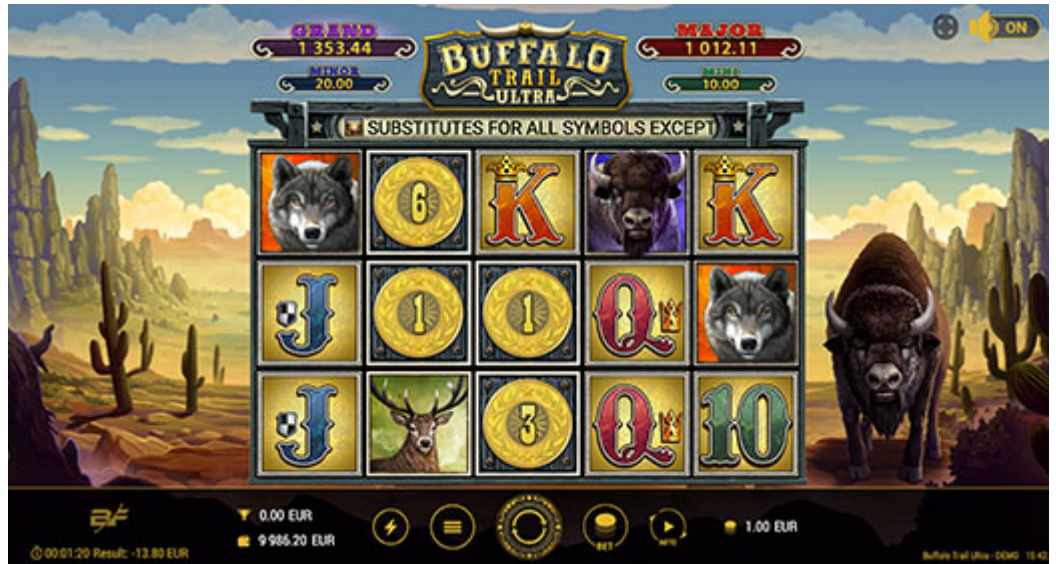 GRAND
1 353.44
MINOR
20.00
BUFFALO
TRAIL
ULTRA
MAJOR
1 012.11
MINI
10.00
ON
SUBSTITUTES FOR ALL SYMBOLS EXCEPT
6 K K
J 1 1 Q
J 3 Q 10
0.00 EUR
9 985.20 EUR
BET
AUTO
1.00 EUR
00:01:20 Result: -13.80 EUR
Buffalo Trail Ultra - DEMO 15:42